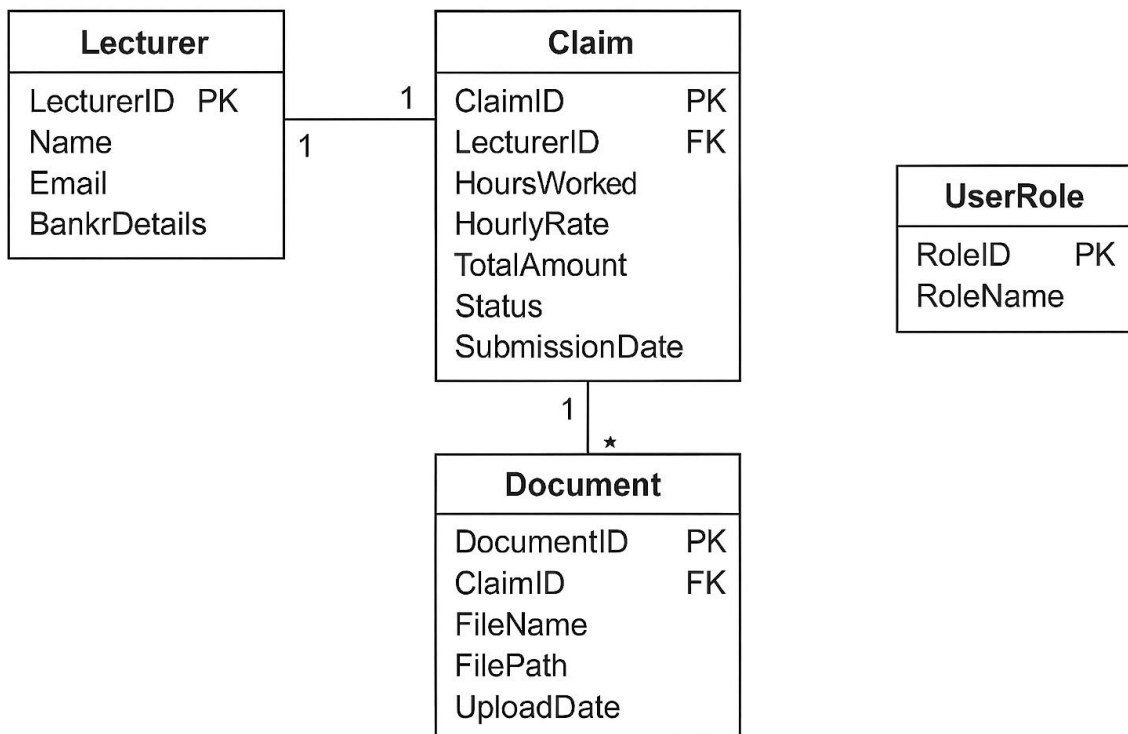 Lecturer
LecturerID PK
Name
Email
BankrDetails
1
1
Claim
ClaimID PK
LecturerID FK
HoursWorked
HourlyRate
TotalAmount
Status
SubmissionDate
1
*
Document
DocumentID PK
ClaimID FK
FileName
FilePath
UploadDate
UserRole
RoleID PK
RoleName